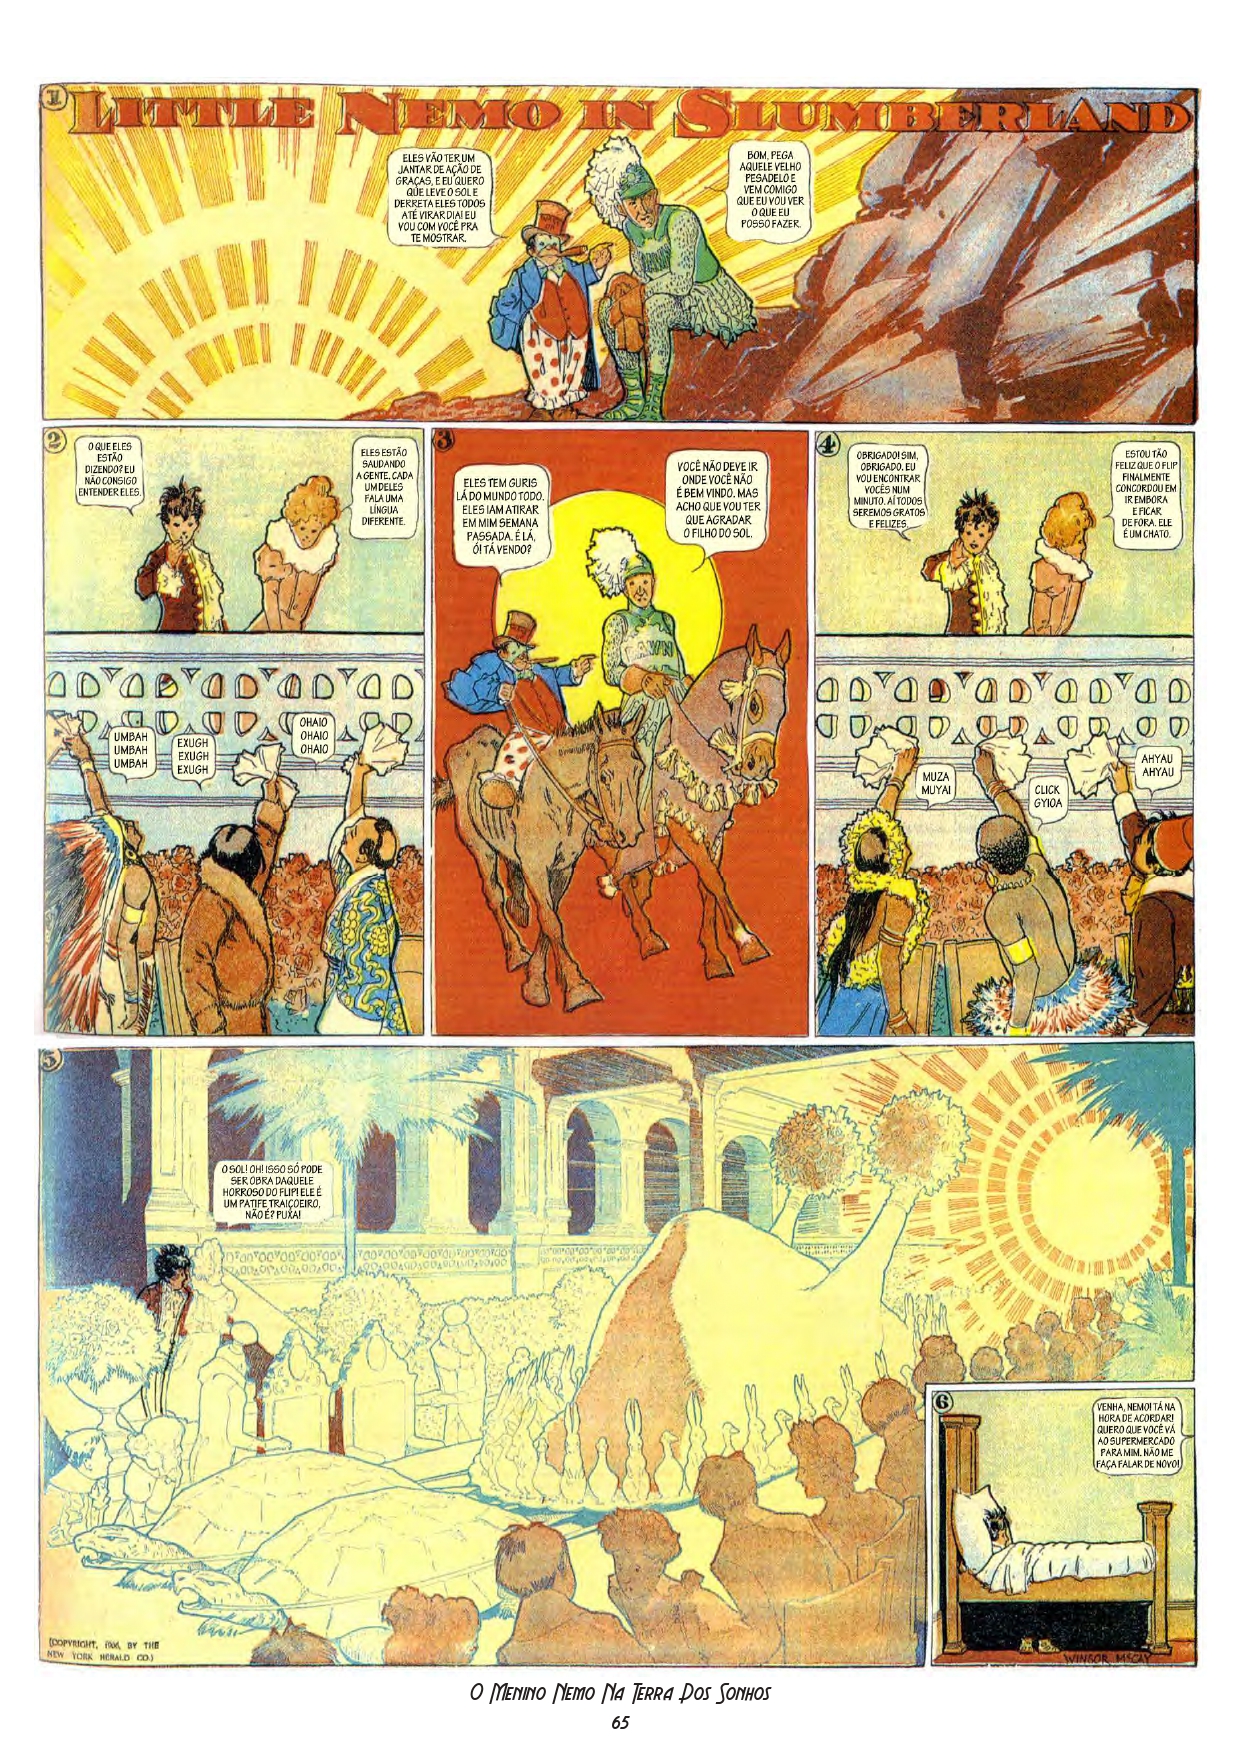 1
LITTLE NEMO IN SLUMBERLAND
ELES VÃO TER UM
JANTAR DE AÇÃO DE
GRAÇAS, E EU QUERO
QUE LEVE O SOL E
DERRETA ELES TODOS
ATÉ VIRAR DIA! EU
VOU COM VOCÊ PRA
TE MOSTRAR.
BOM, PEGA
AQUELE VELHO
PESADELO E
VEM COMIGO
QUE EU VOU VER
O QUE EU
POSSO FAZER.
2
O QUE ELES
ESTÃO
DIZENDO? EU
NÃO CONSIGO
ENTENDER ELES.
ELES ESTÃO
SAUDANDO
A GENTE. CADA
UM DELES
FALA UMA
LÍNGUA
DIFERENTE.
UMBAH
UMBAH
UMBAH
EXUGH
EXUGH
EXUGH
OHAIO
OHAIO
OHAIO
3
ELES TEM GURIS
LÁ DO MUNDO TODO.
ELES IAM ATIRAR
EM MIM SEMANA
PASSADA. É LÁ,
Ó! TÁ VENDO?
VOCÊ NÃO DEVE IR
ONDE VOCÊ NÃO
É BEM VINDO. MAS
ACHO QUE VOU TER
QUE AGRADAR
O FILHO DO SOL.
4
OBRIGADO! SIM,
OBRIGADO. EU
VOU ENCONTRAR
VOCÊS NUM
MINUTO. AÍ TODOS
SEREMOS GRATOS
E FELIZES.
ESTOU TÃO
FELIZ QUE O FLIP
FINALMENTE
CONCORDOU EM
IR EMBORA
E FICAR
DE FORA. ELE
É UM CHATO.
MUZA
MUYAI
CLICK
GYIOA
AHYAU
AHYAU
5
O SOL! OH! ISSO SÓ PODE
SER OBRA DAQUELE
HORROSO DO FLIP! ELE É
UM PATIFE TRAIÇOEIRO,
NÃO É? PUXA!
(COPYRIGHT, 1906, BY THE
NEW YORK HERALD CO.)
6
VENHA, NEMO! TÁ NA
HORA DE ACORDAR!
QUERO QUE VOCÊ VÁ
AO SUPERMERCADO
PARA MIM. NÃO ME
FAÇA FALAR DE NOVO!
WINSOR McCAY
O MENINO NEMO NA TERRA DOS SONHOS
65